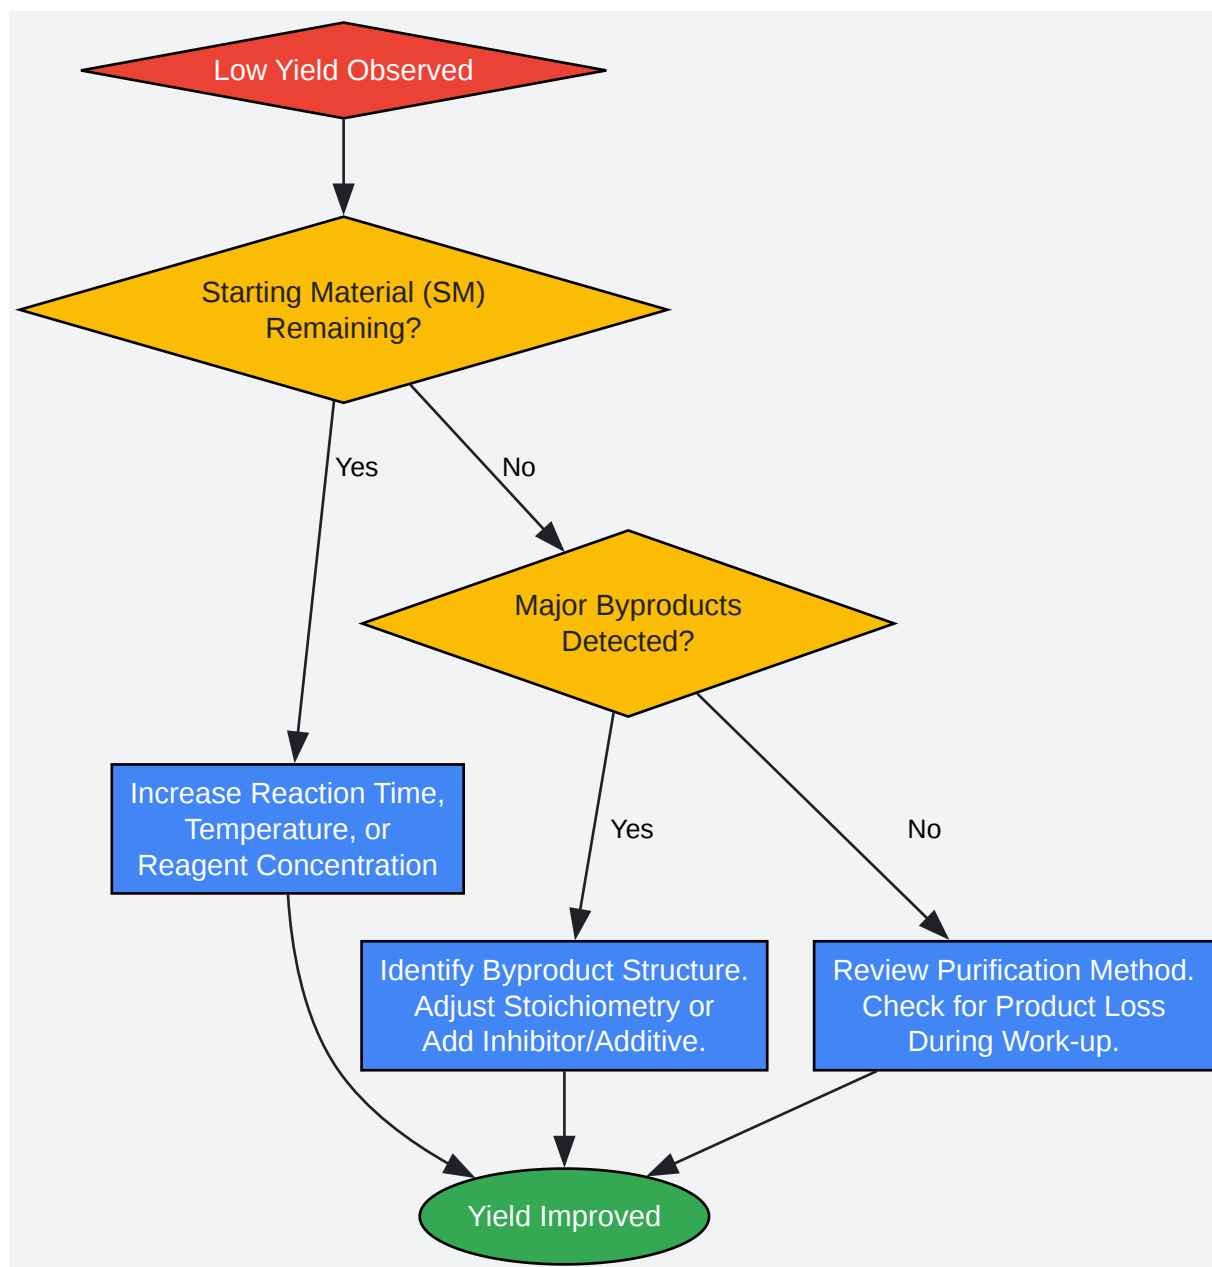 Low Yield Observed
Starting Material (SM)
Remaining?
Yes
No
Major Byproducts
Detected?
Increase Reaction Time,
Temperature, or
Reagent Concentration
Yes
No
Identify Byproduct Structure.
Adjust Stoichiometry or
Add Inhibitor/Additive.
Review Purification Method.
Check for Product Loss
During Work-up.
Yield Improved